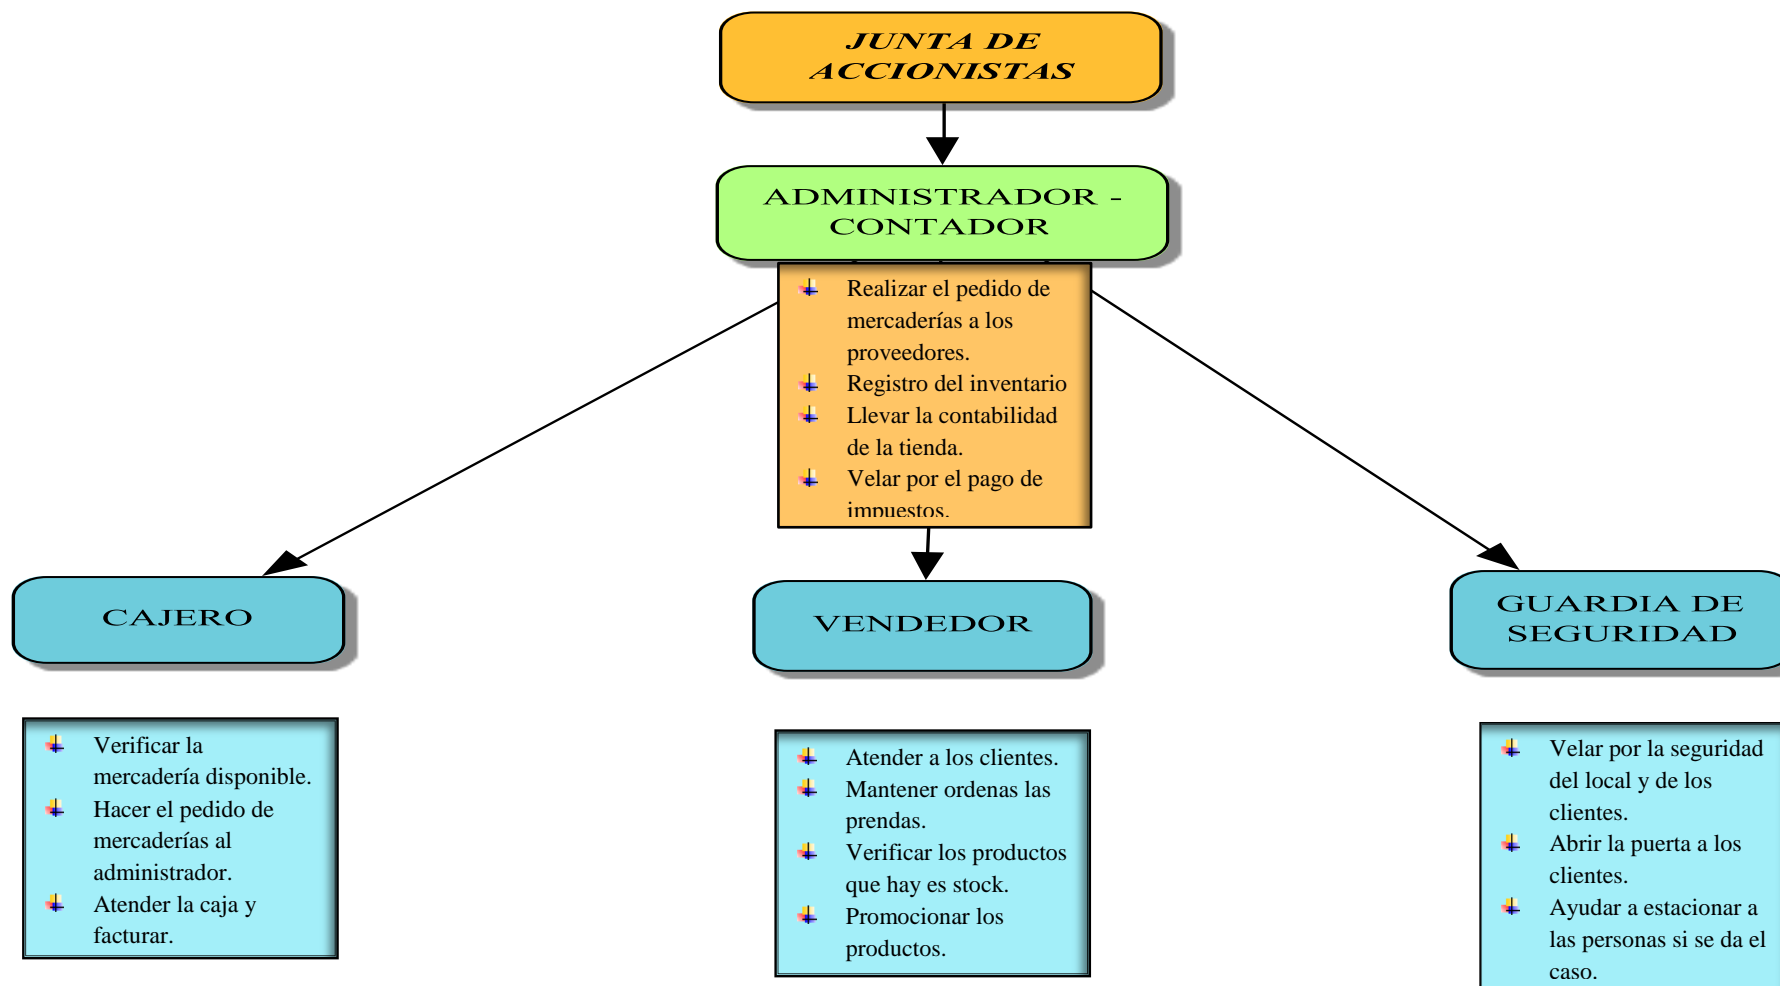 JUNTA DE
ACCIONISTAS
ADMINISTRADOR -
CONTADOR
Realizar el pedido de
mercaderías a los
proveedores.
Registro del inventario
Llevar la contabilidad
de la tienda.
Velar por el pago de
impuestos.
CAJERO
Verificar la
mercadería disponible.
Hacer el pedido de
mercaderías al
administrador.
Atender la caja y
facturar.
VENDEDOR
Atender a los clientes.
Mantener ordenas las
prendas.
Verificar los productos
que hay es stock.
Promocionar los
productos.
GUARDIA DE
SEGURIDAD
Velar por la seguridad
del local y de los
clientes.
Abrir la puerta a los
clientes.
Ayudar a estacionar a
las personas si se da el
caso.